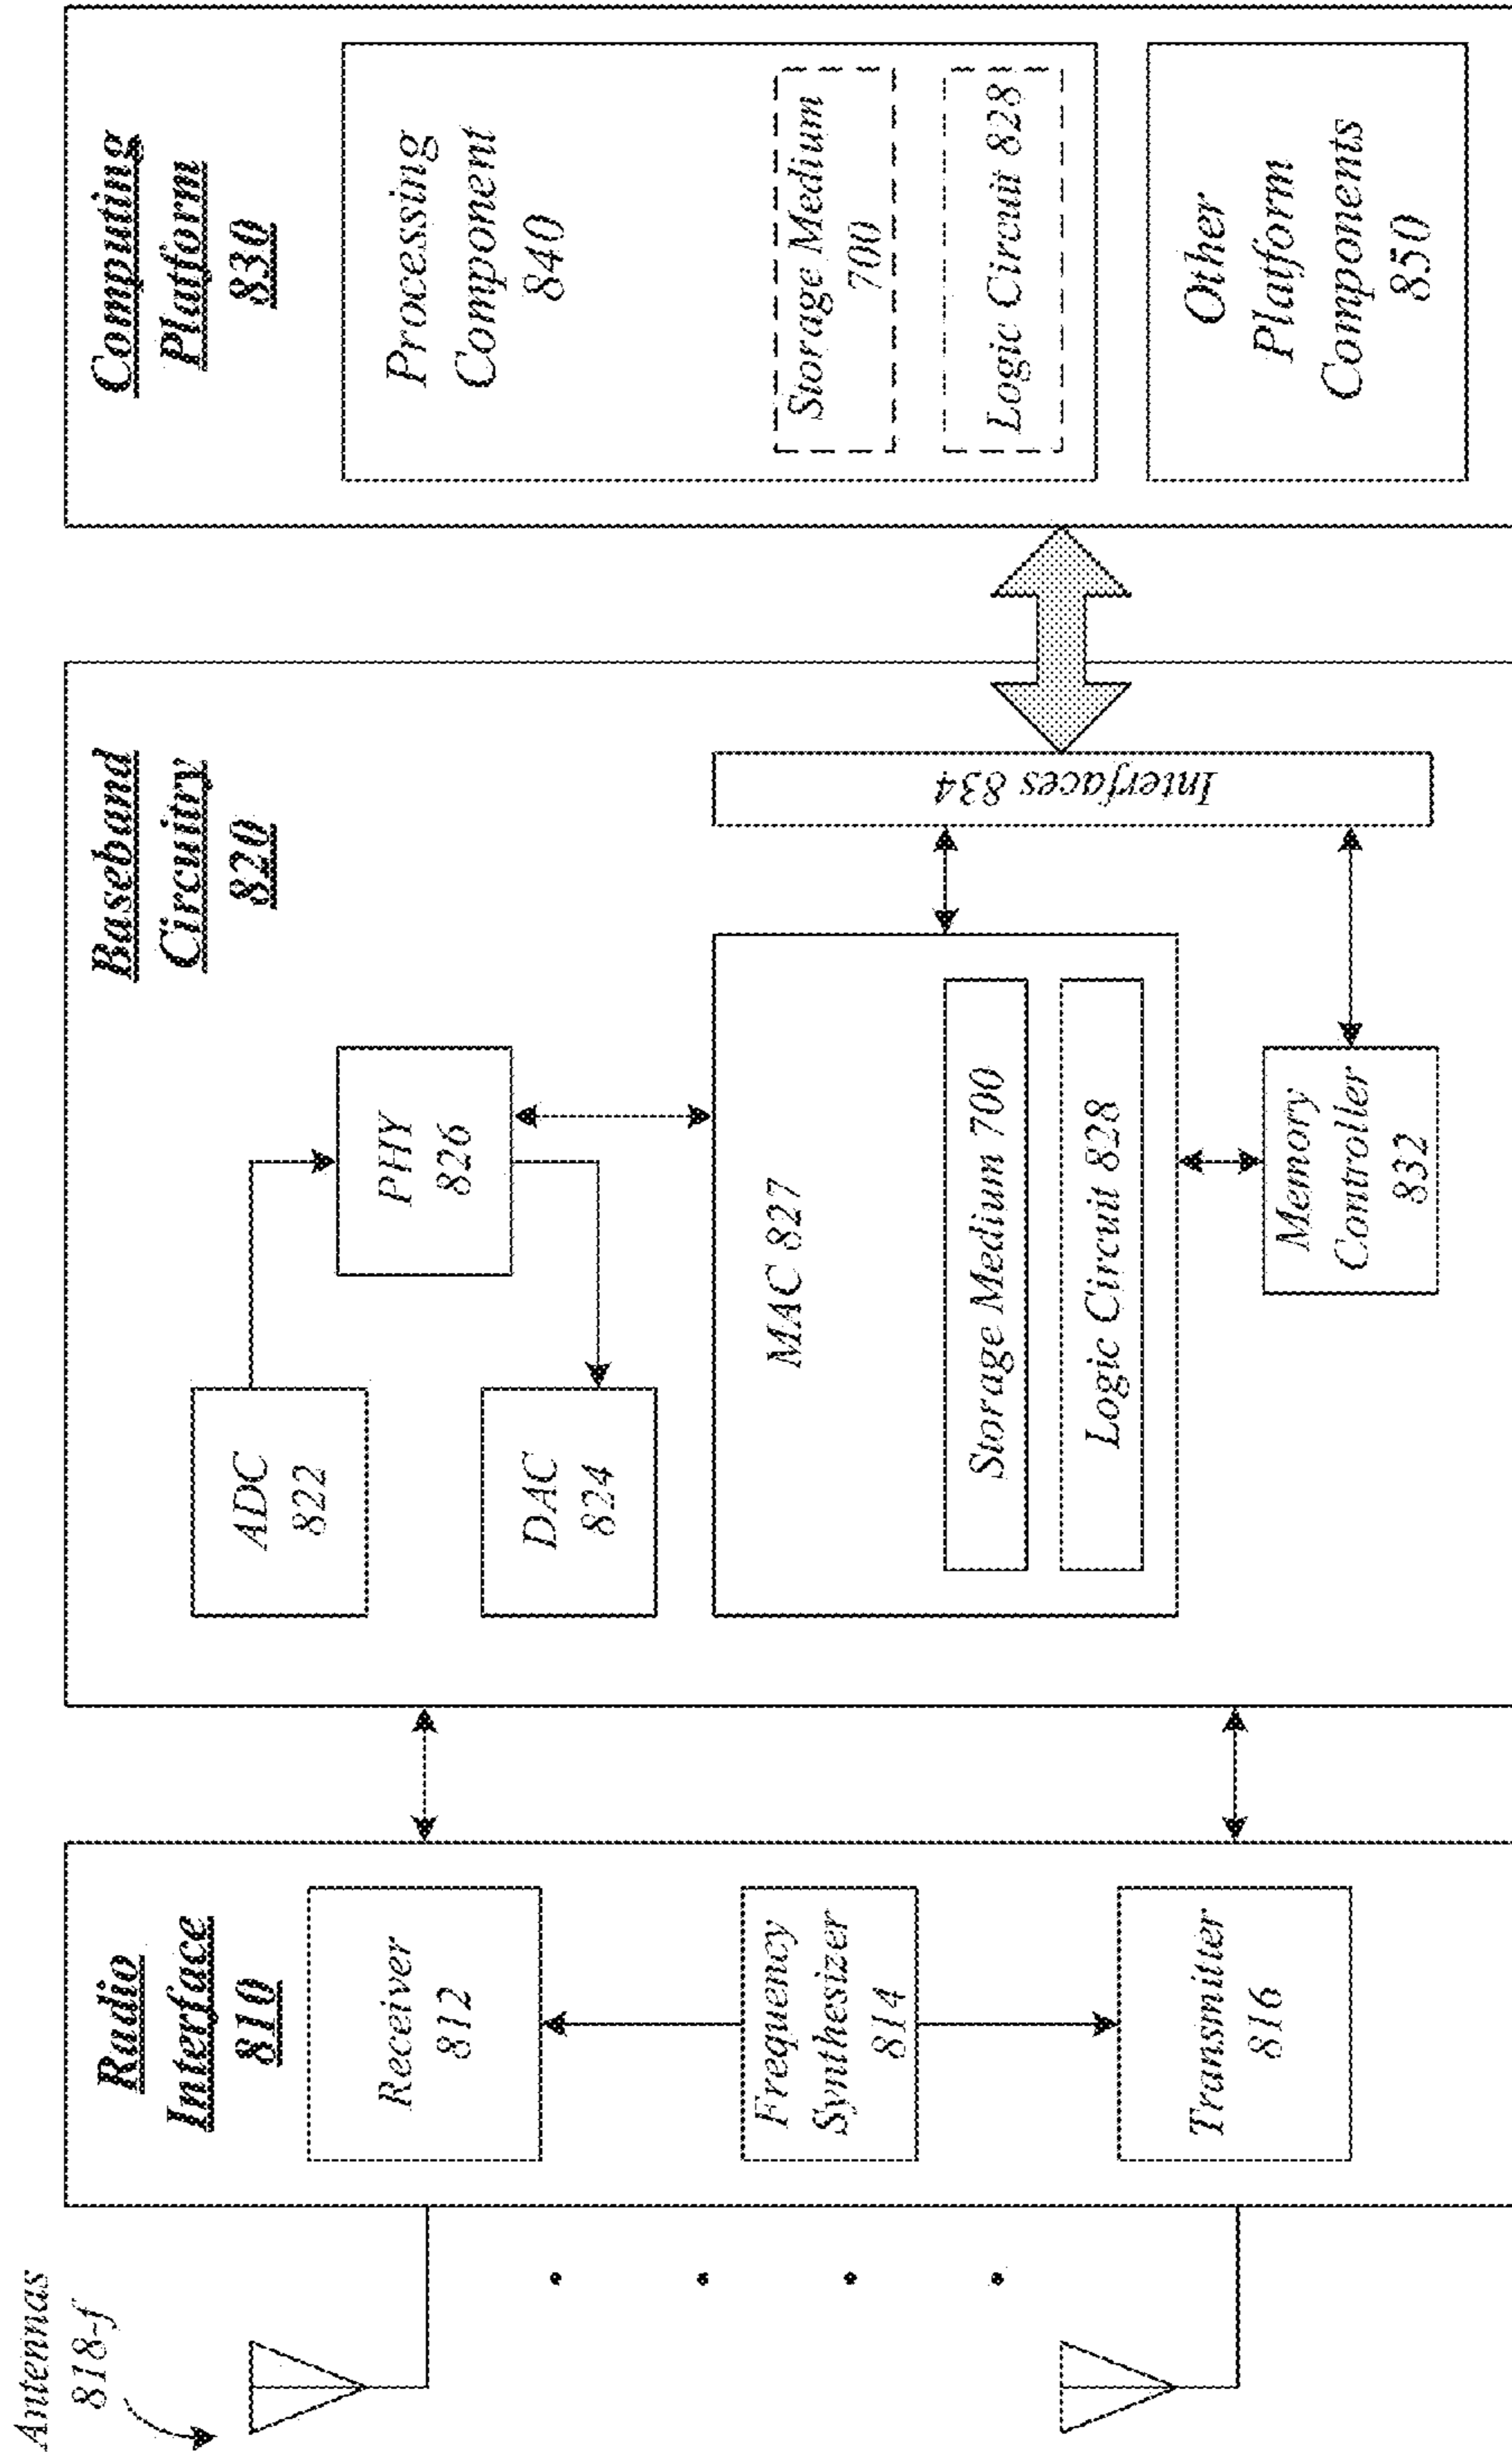 Antennas
818-f
Radio
Interface
810
Receiver
812
Frequency
Synthesizer
814
Transmitter
816
Baseband
Circuitry
820
ADC
822
PHY
826
DAC
824
MAC 827
Storage Medium 700
Logic Circuit 828
Memory
Controller
832
Interfaces 834
Computing
Platform
830
Processing
Component
840
Storage Medium
700
Logic Circuit 828
Other
Platform
Components
850